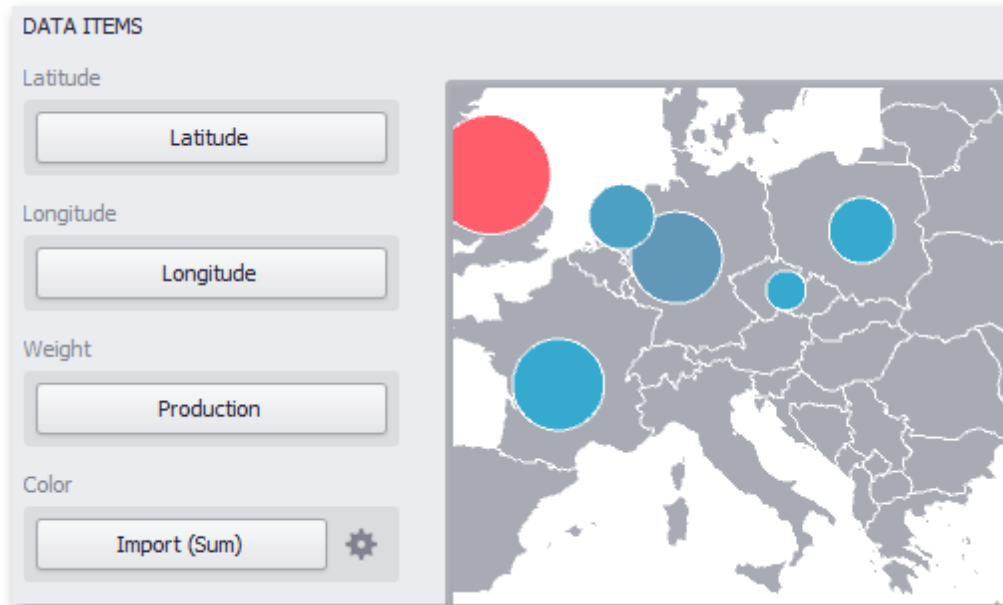 DATA ITEMS
Latitude
Latitude
Longitude
Longitude
Weight
Production
Color
Import (Sum)